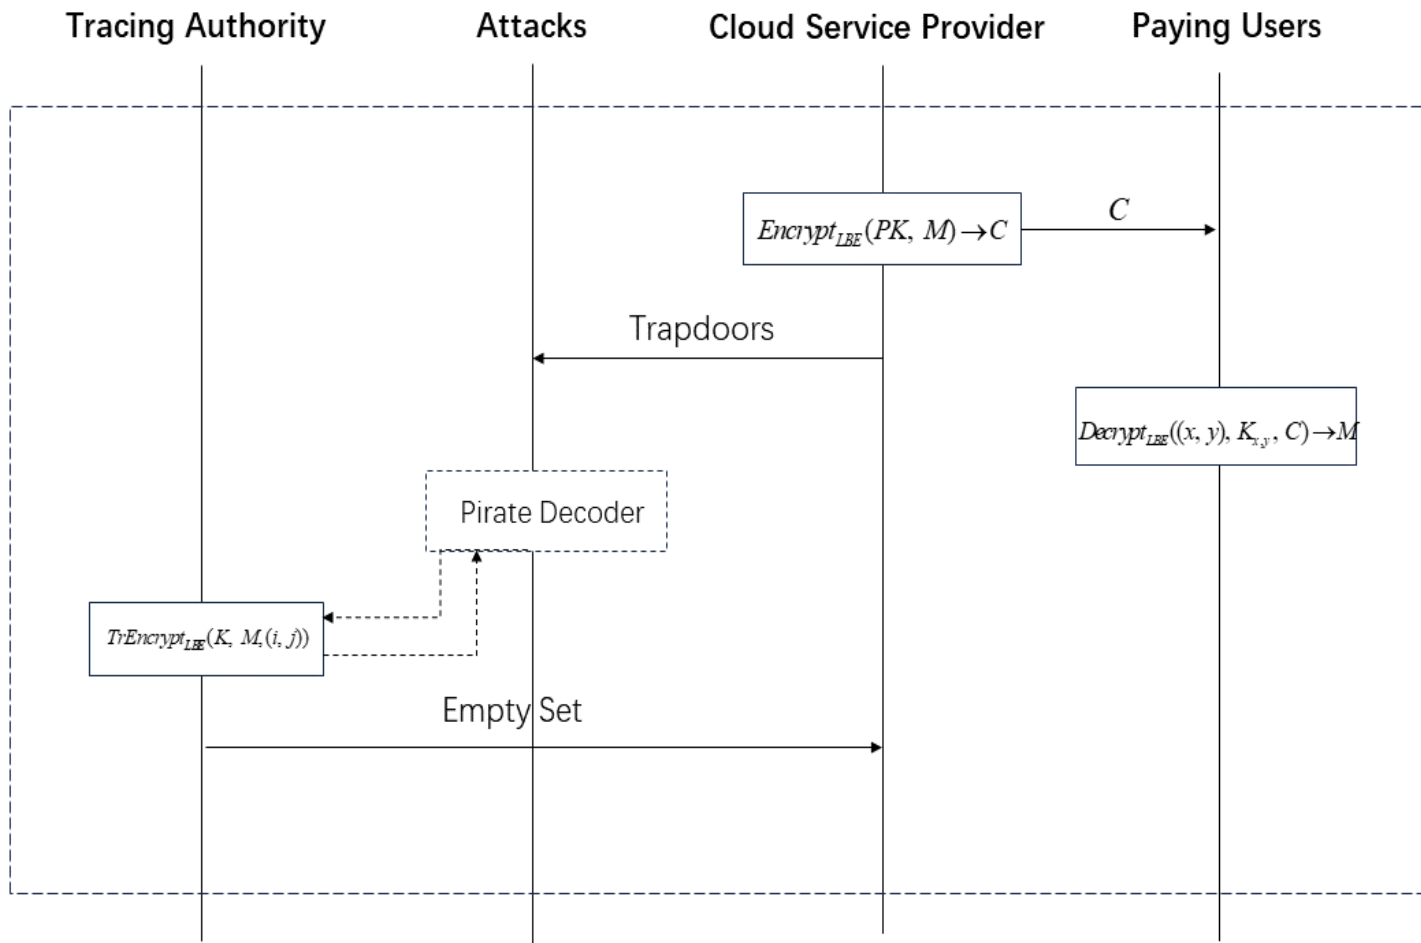 Tracing Authority
Attacks
Cloud Service Provider
Paying Users
Encrypt_LBE(PK, M)→C
C
Trapdoors
Decrypt_LBE((x, y), K_x,y, C)→M
Pirate Decoder
TrEncrypt_LBE(K, M,(i, j))
Empty Set